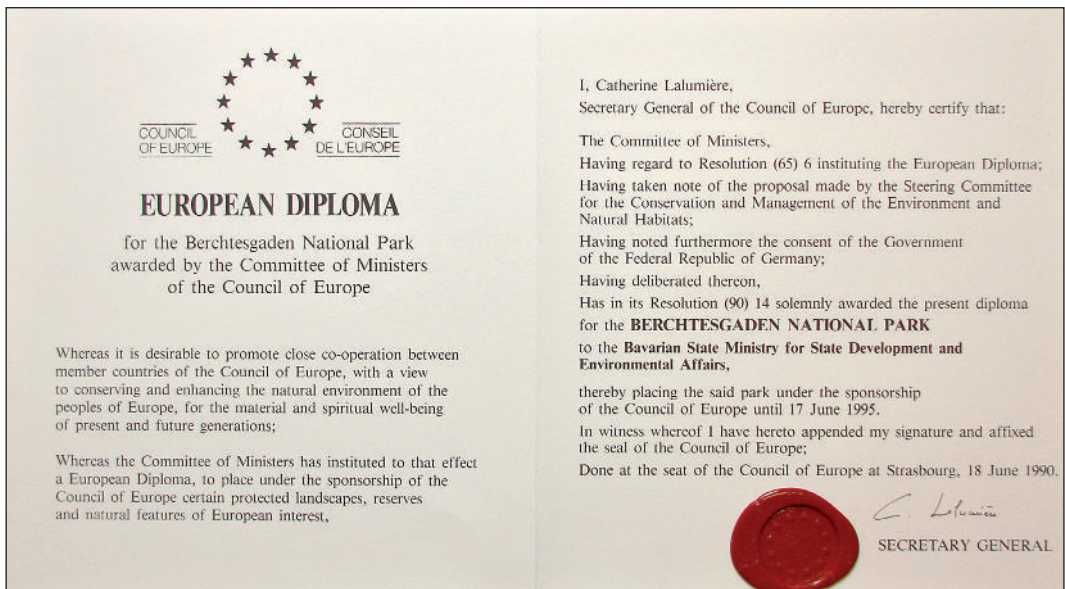 COUNCIL
OF EUROPE
CONSEIL
DE L'EUROPE
EUROPEAN DIPLOMA
for the Berchtesgaden National Park
awarded by the Committee of Ministers
of the Council of Europe
Whereas it is desirable to promote close co-operation between
member countries of the Council of Europe, with a view
to conserving and enhancing the natural environment of the
peoples of Europe, for the material and spiritual well-being
of present and future generations;
Whereas the Committee of Ministers has instituted to that effect
a European Diploma, to place under the sponsorship of the
Council of Europe certain protected landscapes, reserves
and natural features of European interest,
I, Catherine Lalumière,
Secretary General of the Council of Europe, hereby certify that:
The Committee of Ministers,
Having regard to Resolution (65) 6 instituting the European Diploma;
Having taken note of the proposal made by the Steering Committee
for the Conservation and Management of the Environment and
Natural Habitats;
Having noted furthermore the consent of the Government
of the Federal Republic of Germany;
Having deliberated thereon,
Has in its Resolution (90) 14 solemnly awarded the present diploma
for the BERCHTESGADEN NATIONAL PARK
to the Bavarian State Ministry for State Development and
Environmental Affairs,
thereby placing the said park under the sponsorship
of the Council of Europe until 17 June 1995.
In witness whereof I have hereto appended my signature and affixed
the seal of the Council of Europe;
Done at the seat of the Council of Europe at Strasbourg, 18 June 1990.
C. Lalumière
SECRETARY GENERAL